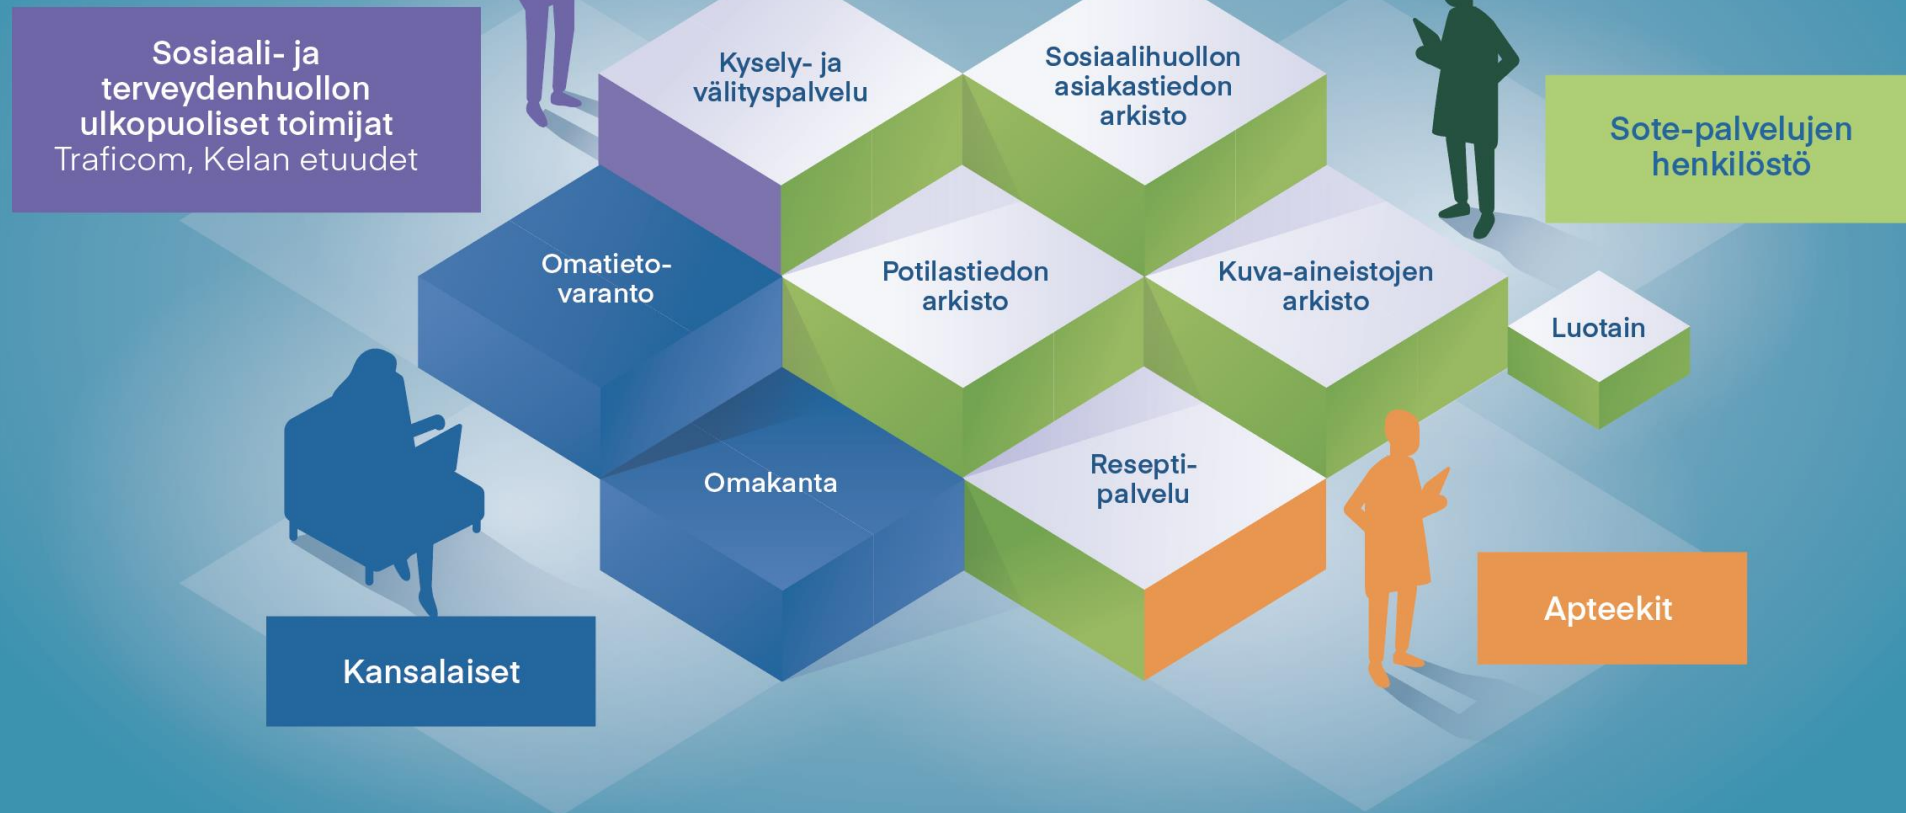 Sosiaali- ja
terveydenhuollon
ulkopuoliset toimijat
Traficom, Kelan etuudet
Kysely- ja
välityspalvelu
Sosiaalihuollon
asiakastiedon
arkisto
Sote-palvelujen
henkilöstö
Omatieto-
varanto
Potilastiedon
arkisto
Kuva-aineistojen
arkisto
Luotain
Omakanta
Resepti-
palvelu
Kansalaiset
Apteekit